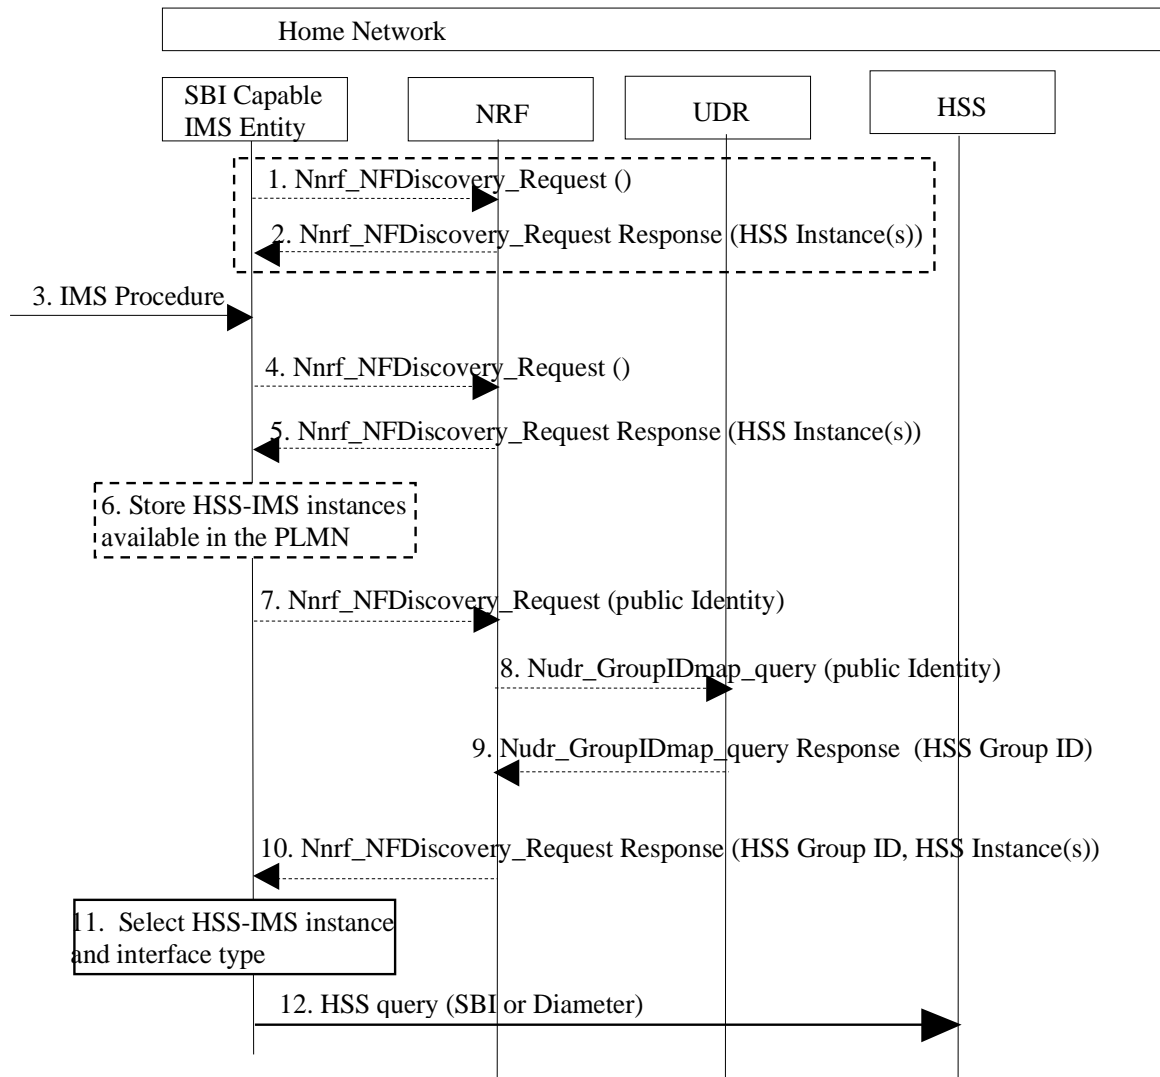 Home Network
SBI Capable
IMS Entity
NRF
UDR
HSS
1. Nnrf_NFDiscovery_Request ()
2. Nnrf_NFDiscovery_Request Response (HSS Instance(s))
3. IMS Procedure
4. Nnrf_NFDiscovery_Request ()
5. Nnrf_NFDiscovery_Request Response (HSS Instance(s))
6. Store HSS-IMS instances
available in the PLMN
7. Nnrf_NFDiscovery_Request (public Identity)
8. Nudr_GroupIDmap_query (public Identity)
9. Nudr_GroupIDmap_query Response (HSS Group ID)
10. Nnrf_NFDiscovery_Request Response (HSS Group ID, HSS Instance(s))
11. Select HSS-IMS instance
and interface type
12. HSS query (SBI or Diameter)